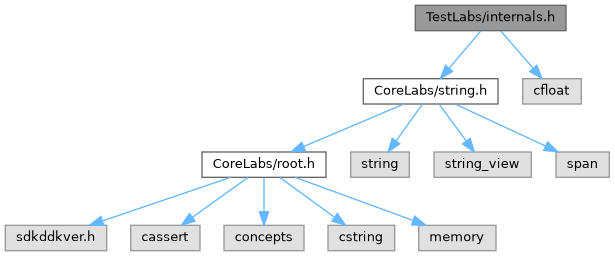 TestLabs/internals.h
CoreLabs/string.h
cfloat
CoreLabs/root.h
string
string_view
span
sdkddkver.h
cassert
concepts
cstring
memory